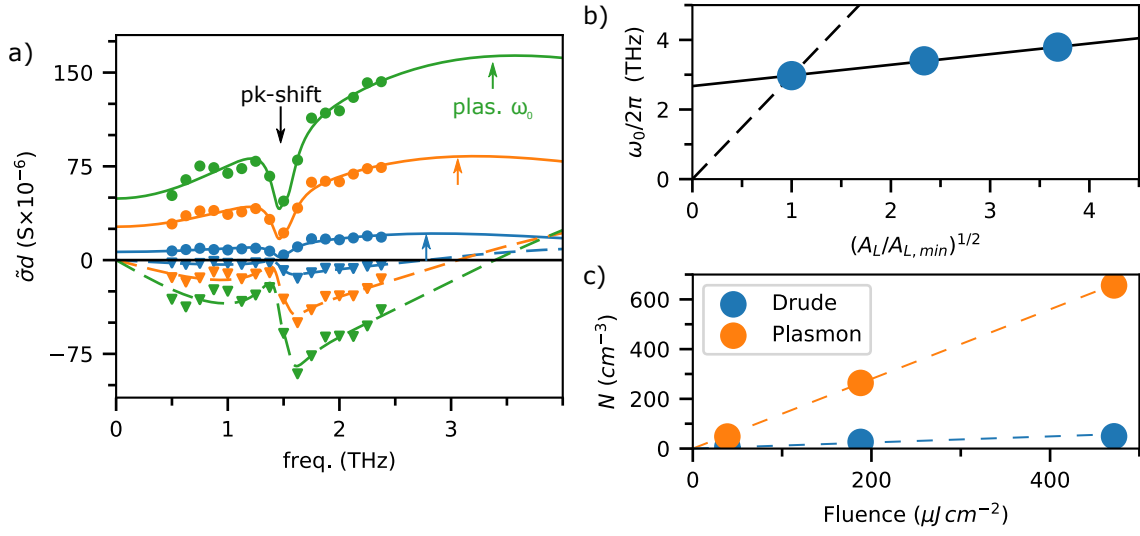 a)
150
75
0
−75
σ̃d (S×10⁻⁶)
pk-shift
plas. ω₀
0
1
2
3
freq. (THz)
b)
4
2
0
ω₀/2π (THz)
0
1
2
3
4
(A_L/A_{L, min})^{1/2}
c)
600
400
200
0
N (cm⁻³)
Drude
Plasmon
0
200
400
Fluence (μJ cm⁻²)